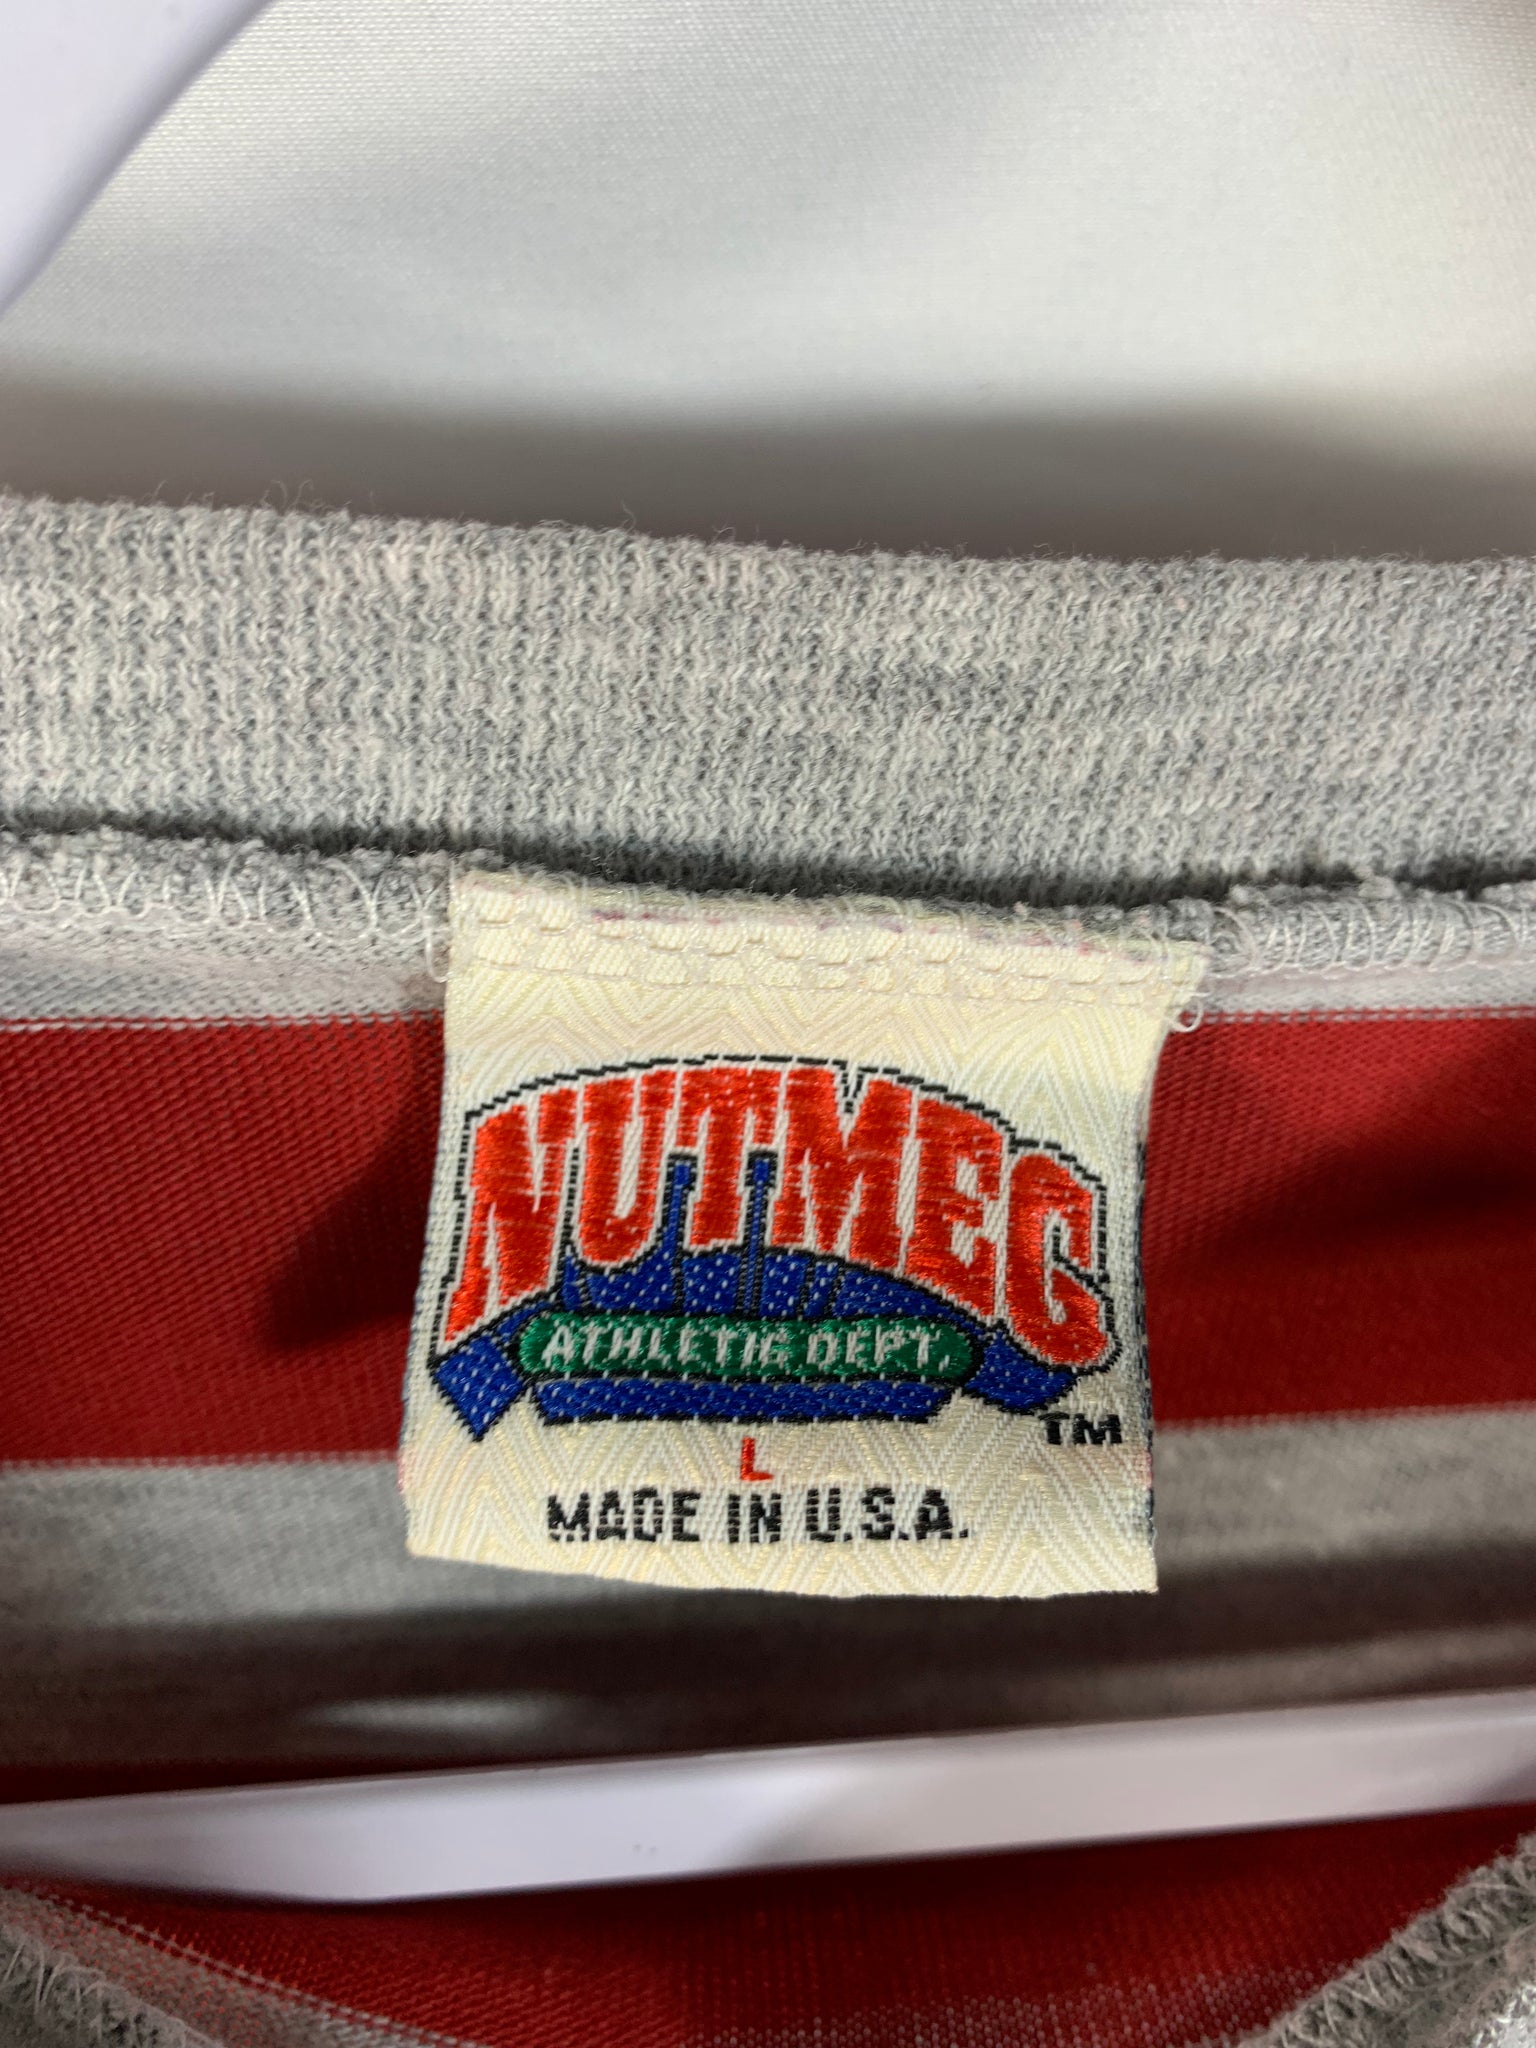 NUTMEG
ATHLETIC DEPT.
TM
L
MADE IN U.S.A.